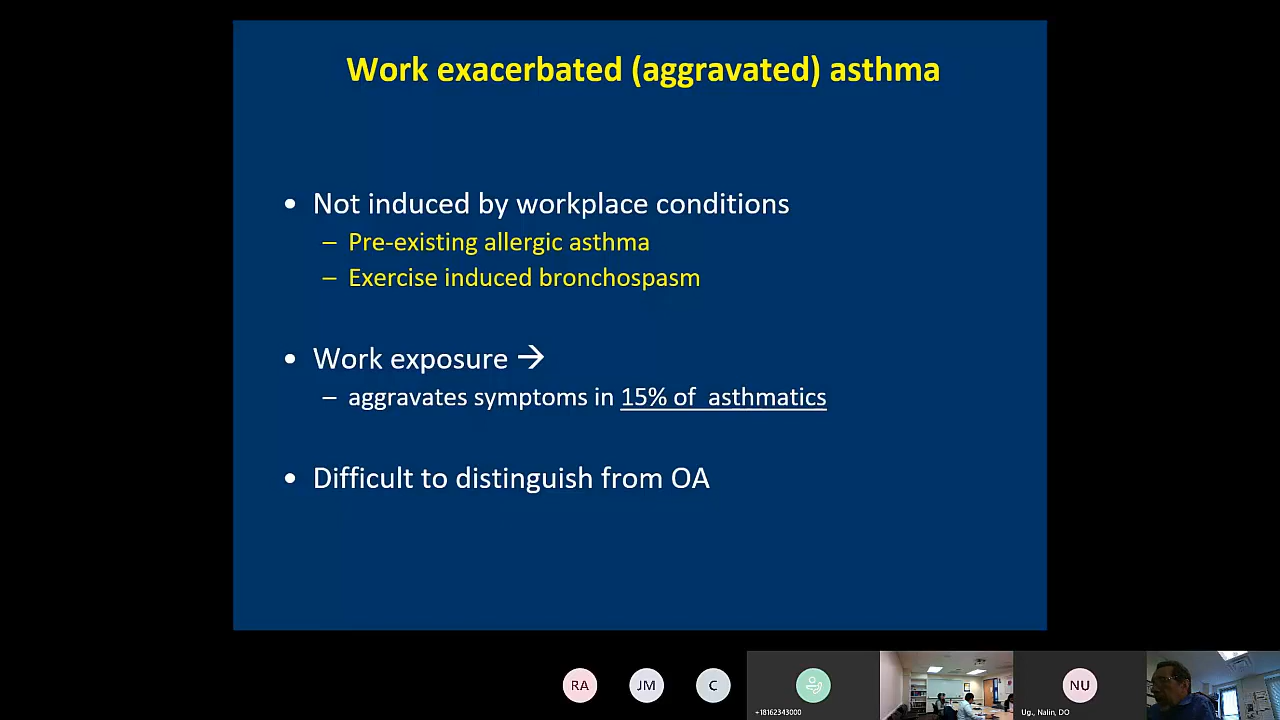 Work exacerbated (aggravated) asthma
• Not induced by workplace conditions
– Pre-existing allergic asthma
– Exercise induced bronchospasm
• Work exposure →
– aggravates symptoms in 15% of asthmatics
• Difficult to distinguish from OA
RA
JM
C
+18162343000
NU
Ug., Nalin, DO